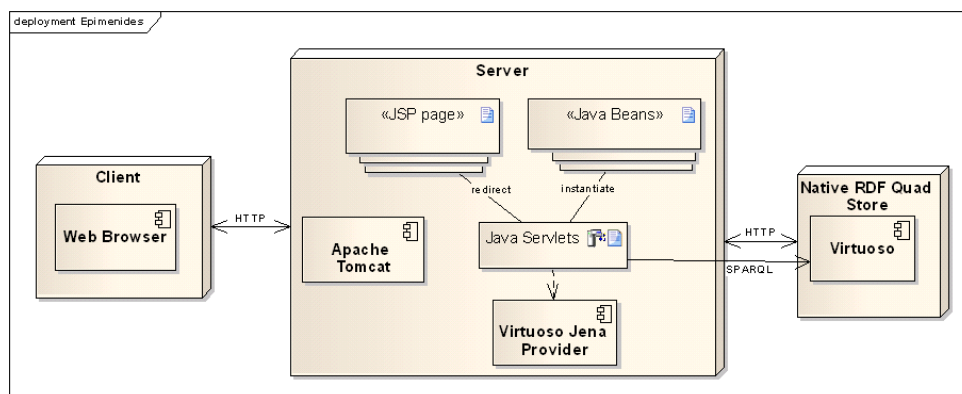 deployment Epimenides
Server
«JSP page»
«Java Beans»
Client
Web Browser
HTTP
redirect
instantiate
Java Servlets
Apache
Tomcat
Virtuoso Jena
Provider
HTTP
SPARQL
Native RDF Quad
Store
Virtuoso